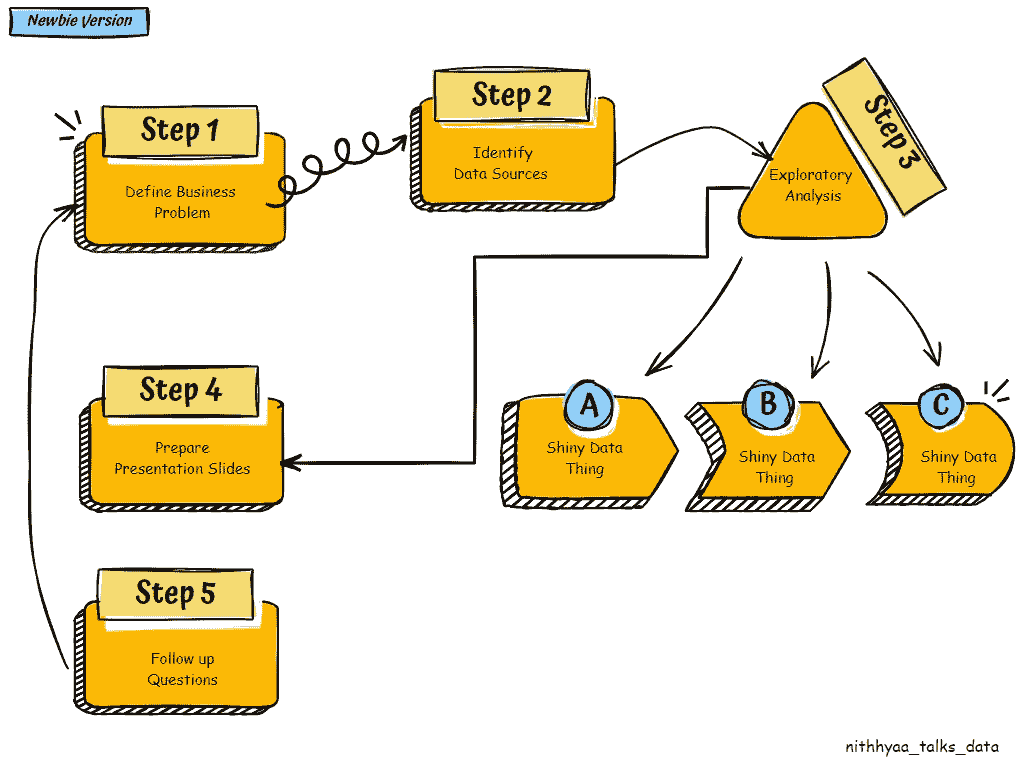 Newbie Version
Step 1
Define Business
Problem
Step 2
Identify
Data Sources
Step 3
Exploratory
Analysis
Step 4
Prepare
Presentation Slides
A
Shiny Data
Thing
B
Shiny Data
Thing
C
Shiny Data
Thing
Step 5
Follow up
Questions
nithhyaa_talks_data